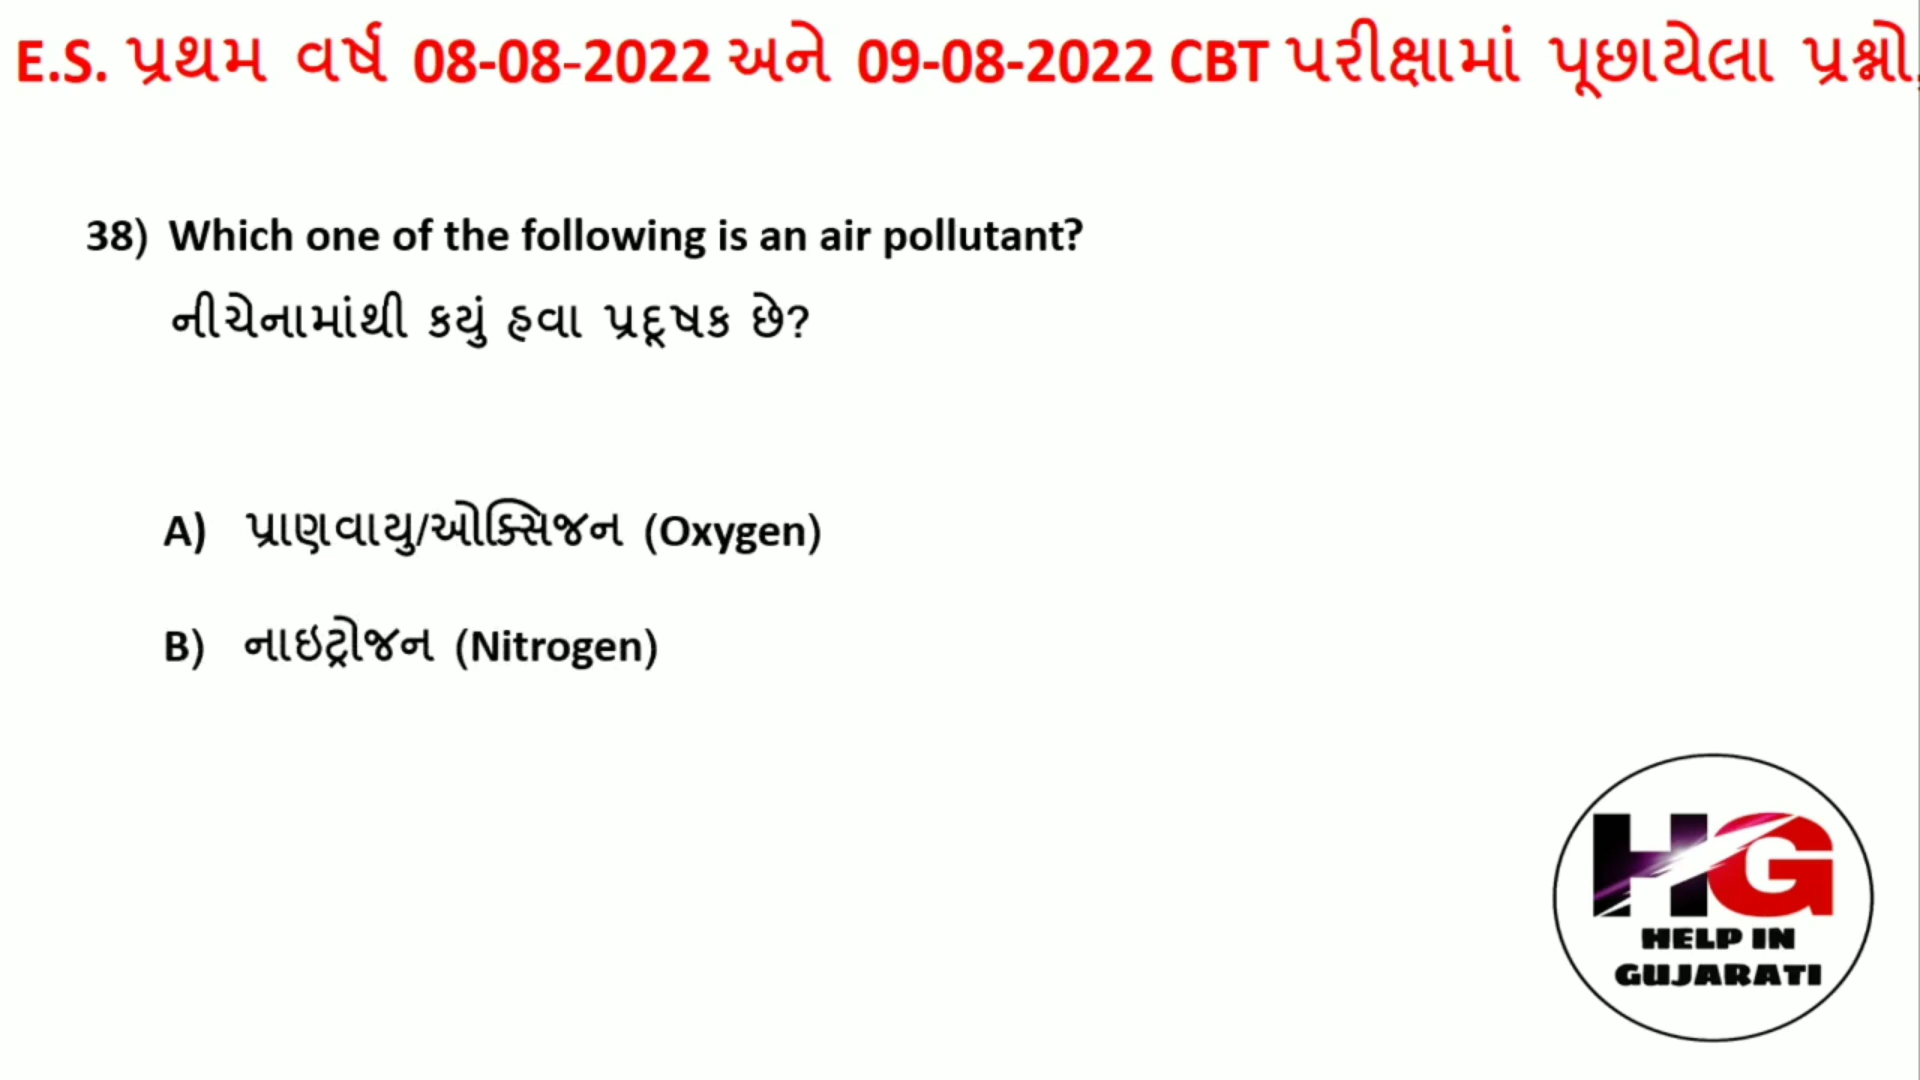 E.S. પ્રથમ વર્ષ 08-08-2022 અને 09-08-2022 CBT પરીક્ષામાં પૂછાયેલા પ્રશ્નો.
38) Which one of the following is an air pollutant?
નીચેનામાંથી કયું હવા પ્રદૂષક છે?
A) પ્રાણવાયુ/ઓક્સિજન (Oxygen)
B) નાઇટ્રોજન (Nitrogen)
HG
HELP IN
GUJARATI